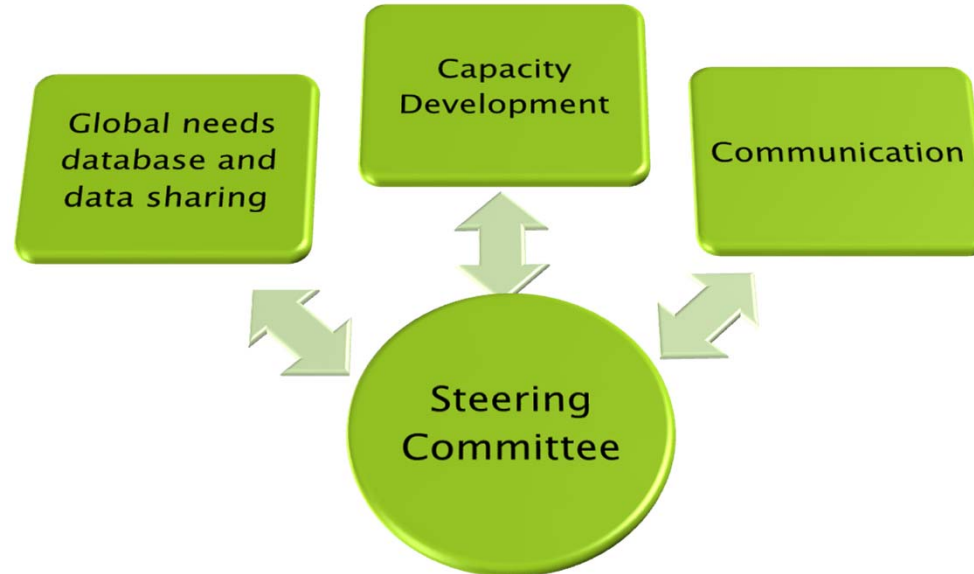 Global needs
database and
data sharing
Capacity
Development
Communication
Steering
Committee